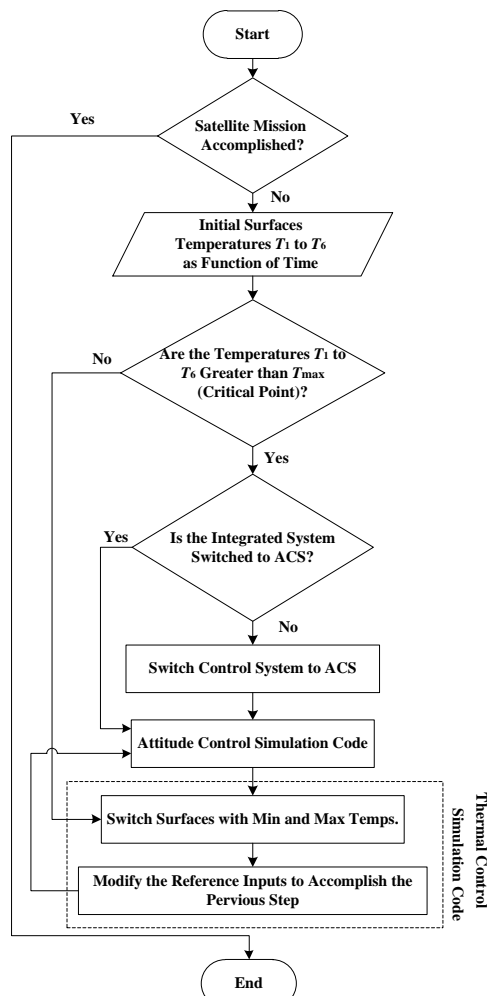 Start
Yes
Satellite Mission
Accomplished?
No
Initial Surfaces
Temperatures T1 to T6
as Function of Time
No
Are the Temperatures T1 to
T6 Greater than Tmax
(Critical Point)?
Yes
Yes
Is the Integrated System
Switched to ACS?
No
Switch Control System to ACS
Attitude Control Simulation Code
Switch Surfaces with Min and Max Temps.
Modify the Reference Inputs to Accomplish the
Pervious Step
Thermal Control
Simulation Code
End